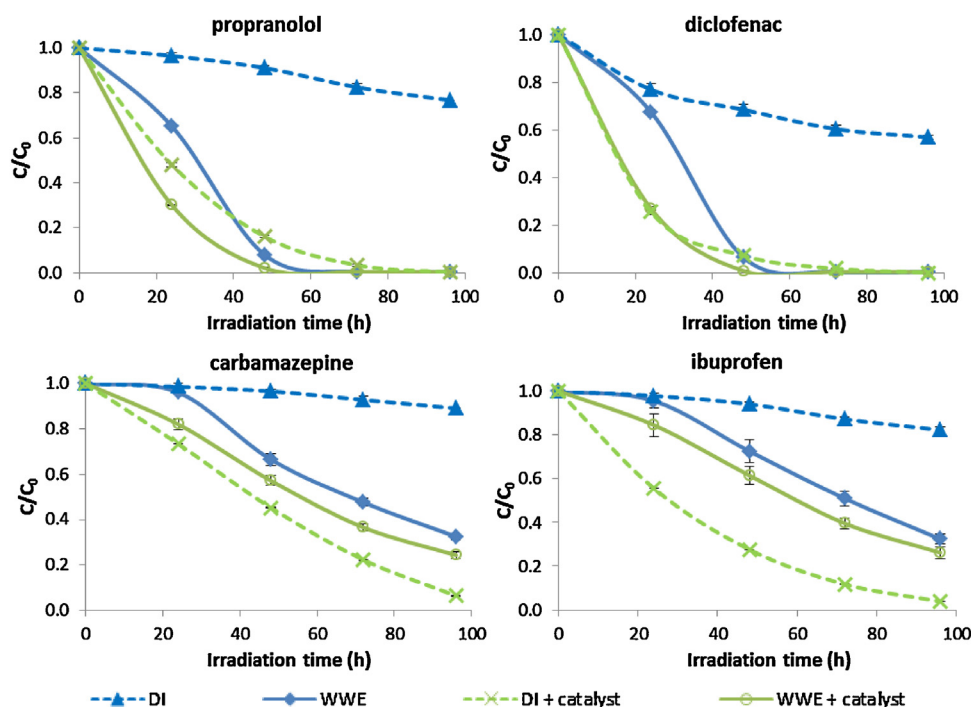 propranolol
1.0
0.8
0.6
0.4
0.2
0.0
C/C0
0 20 40 60 80 100
Irradiation time (h)
diclofenac
1.0
0.8
0.6
0.4
0.2
0.0
C/C0
0 20 40 60 80 100
Irradiation time (h)
carbamazepine
1.0
0.8
0.6
0.4
0.2
0.0
C/C0
0 20 40 60 80 100
Irradiation time (h)
ibuprofen
1.0
0.8
0.6
0.4
0.2
0.0
C/C0
0 20 40 60 80 100
Irradiation time (h)
DI WWE DI + catalyst WWE + catalyst